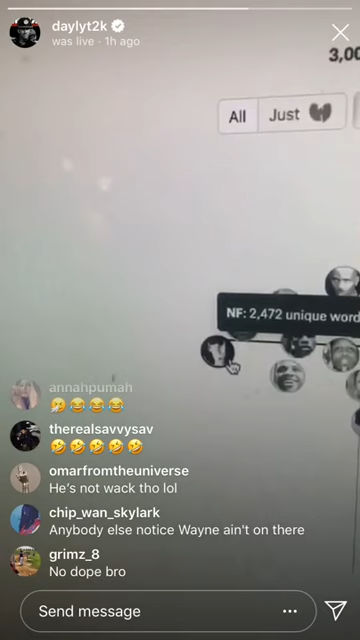 daylyt2k
was live · 1h ago
3,00
All
Just
NF: 2,472 unique word
annahpumah
🤧😂😂😂
therealsavvysav
🤣🤣🤣🤣🤣
omarfromtheuniverse
He's not wack tho lol
chip_wan_skylark
Anybody else notice Wayne ain't on there
grimz_8
No dope bro
Send message